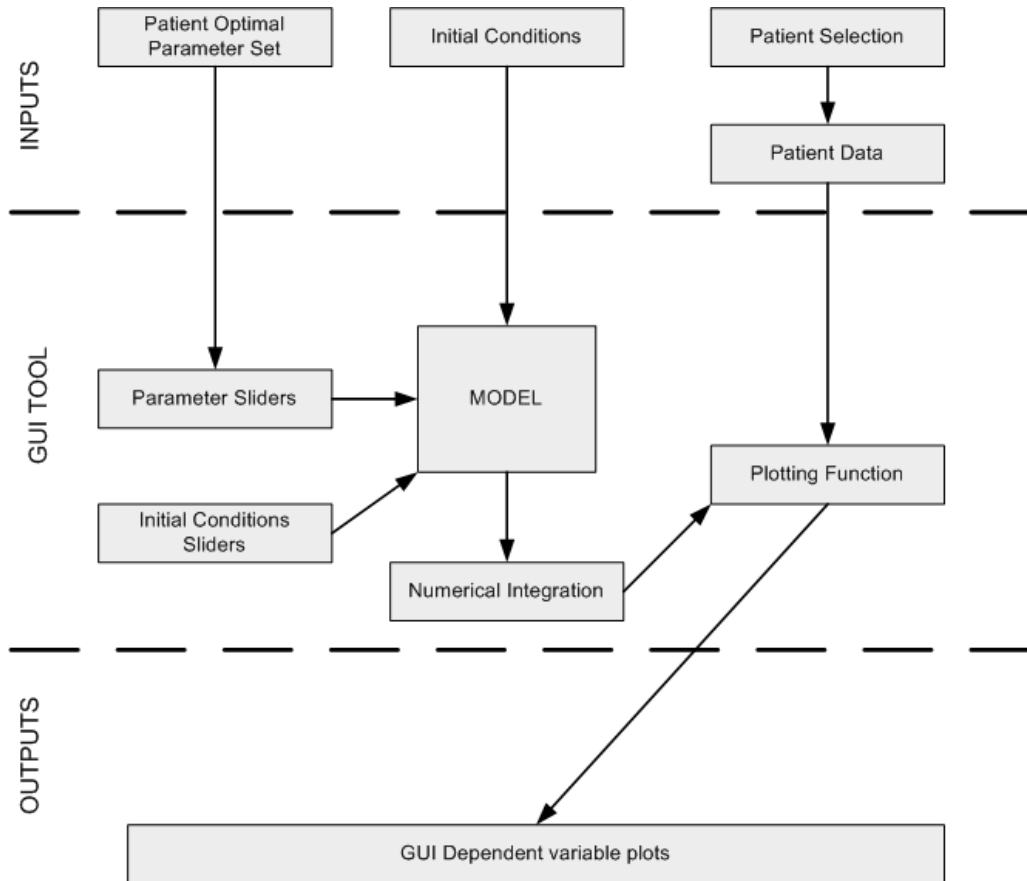 INPUTS
Patient Optimal
Parameter Set
Initial Conditions
Patient Selection
Patient Data
GUI TOOL
Parameter Sliders
MODEL
Plotting Function
Initial Conditions
Sliders
Numerical Integration
OUTPUTS
GUI Dependent variable plots